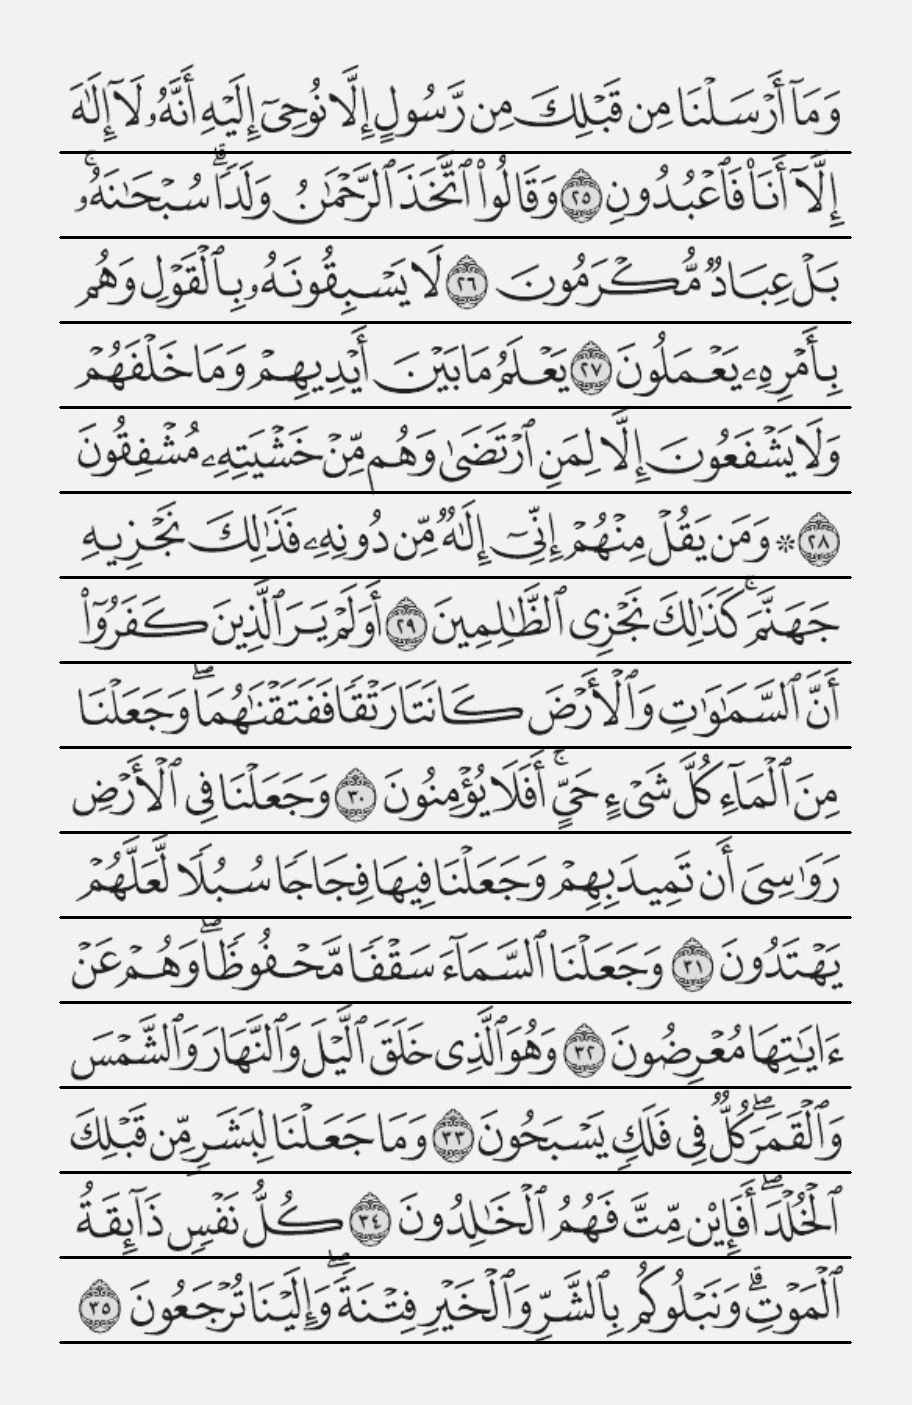 وَمَآ أَرْسَلْنَا مِن قَبْلِكَ مِن رَّسُولٍ إِلَّا نُوحِىٓ إِلَيْهِ أَنَّهُۥ لَآ إِلَٰهَ
إِلَّآ أَنَا۠ فَٱعْبُدُونِ ٢٥ وَقَالُوا۟ ٱتَّخَذَ ٱلرَّحْمَٰنُ وَلَدًا ۗ سُبْحَٰنَهُۥ ۚ
بَلْ عِبَادٌ مُّكْرَمُونَ ٢٦ لَا يَسْبِقُونَهُۥ بِٱلْقَوْلِ وَهُم
بِأَمْرِهِۦ يَعْمَلُونَ ٢٧ يَعْلَمُ مَا بَيْنَ أَيْدِيهِمْ وَمَا خَلْفَهُمْ
وَلَا يَشْفَعُونَ إِلَّا لِمَنِ ٱرْتَضَىٰ وَهُم مِّنْ خَشْيَتِهِۦ مُشْفِقُونَ
٢٨ * وَمَن يَقُلْ مِنْهُمْ إِنِّىٓ إِلَٰهٌ مِّن دُونِهِۦ فَذَٰلِكَ نَجْزِيهِ
جَهَنَّمَ ۚ كَذَٰلِكَ نَجْزِى ٱلظَّٰلِمِينَ ٢٩ أَوَلَمْ يَرَ ٱلَّذِينَ كَفَرُوٓا۟
أَنَّ ٱلسَّمَٰوَٰتِ وَٱلْأَرْضَ كَانَتَا رَتْقًا فَفَتَقْنَٰهُمَا ۖ وَجَعَلْنَا
مِنَ ٱلْمَآءِ كُلَّ شَىْءٍ حَىٍّ ۚ أَفَلَا يُؤْمِنُونَ ٣٠ وَجَعَلْنَا فِى ٱلْأَرْضِ
رَوَٰسِىَ أَن تَمِيدَ بِهِمْ وَجَعَلْنَا فِيهَا فِجَاجًا سُبُلًا لَّعَلَّهُمْ
يَهْتَدُونَ ٣١ وَجَعَلْنَا ٱلسَّمَآءَ سَقْفًا مَّحْفُوظًا ۖ وَهُمْ عَنْ
ءَايَٰتِهَا مُعْرِضُونَ ٣٢ وَهُوَ ٱلَّذِى خَلَقَ ٱلَّيْلَ وَٱلنَّهَارَ وَٱلشَّمْسَ
وَٱلْقَمَرَ ۖ كُلٌّ فِى فَلَكٍ يَسْبَحُونَ ٣٣ وَمَا جَعَلْنَا لِبَشَرٍ مِّن قَبْلِكَ
ٱلْخُلْدَ ۖ أَفَإِي۟ن مِّتَّ فَهُمُ ٱلْخَٰلِدُونَ ٣٤ كُلُّ نَفْسٍ ذَآئِقَةُ
ٱلْمَوْتِ ۗ وَنَبْلُوكُم بِٱلشَّرِّ وَٱلْخَيْرِ فِتْنَةً ۖ وَإِلَيْنَا تُرْجَعُونَ ٣٥